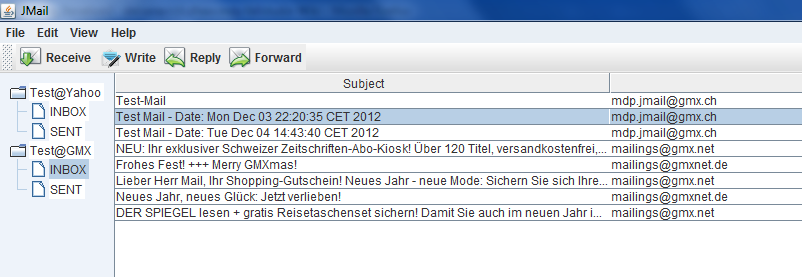 JMail
File Edit View Help
Receive Write Reply Forward
Subject
Test@Yahoo
INBOX
SENT
Test@GMX
INBOX
SENT
Test-Mail mdp.jmail@gmx.ch
Test Mail - Date: Mon Dec 03 22:20:35 CET 2012 mdp.jmail@gmx.ch
Test Mail - Date: Tue Dec 04 14:43:40 CET 2012 mdp.jmail@gmx.ch
NEU: Ihr exklusiver Schweizer Zeitschriften-Abo-Kiosk! Über 120 Titel, versandkostenfrei,... mailings@gmx.net
Frohes Fest! +++ Merry GMXmas! mailings@gmxnet.de
Lieber Herr Mail, Ihr Shopping-Gutschein! Neues Jahr - neue Mode: Sichern Sie sich Ihre... mailings@gmx.net
Neues Jahr, neues Glück: Jetzt verlieben! mailings@gmxnet.de
DER SPIEGEL lesen + gratis Reisetaschenset sichern! Damit Sie auch im neuen Jahr i... mailings@gmx.net